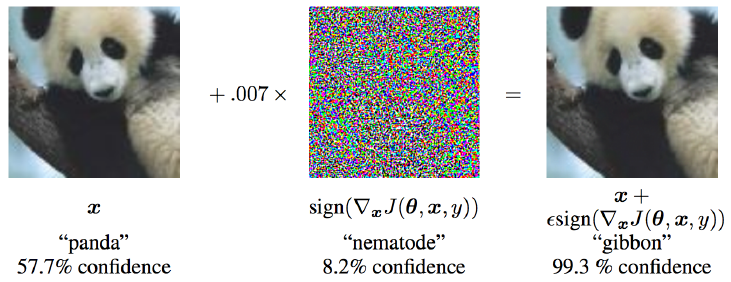 + .007 ×
=
x
sign(∇ₓJ(θ, x, y))
x +
ϵsign(∇ₓJ(θ, x, y))
“panda”
“nematode”
“gibbon”
57.7% confidence
8.2% confidence
99.3 % confidence